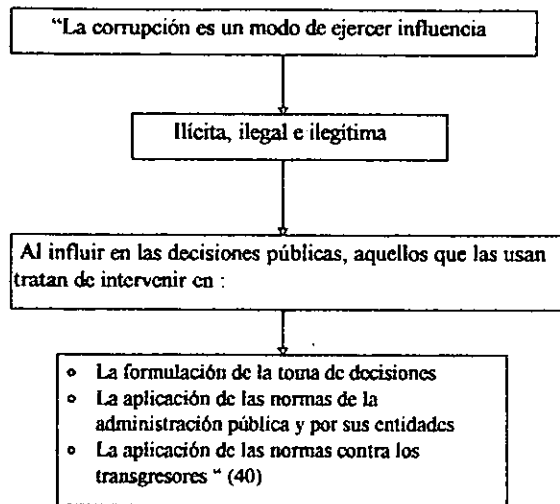 “La corrupción es un modo de ejercer influencia
Ilícita, ilegal e ilegítima
Al influir en las decisiones públicas, aquellos que las usan
tratan de intervenir en :
° La formulación de la toma de decisiones
° La aplicación de las normas de la
administración pública y por sus entidades
° La aplicación de las normas contra los
transgresores “ (40)